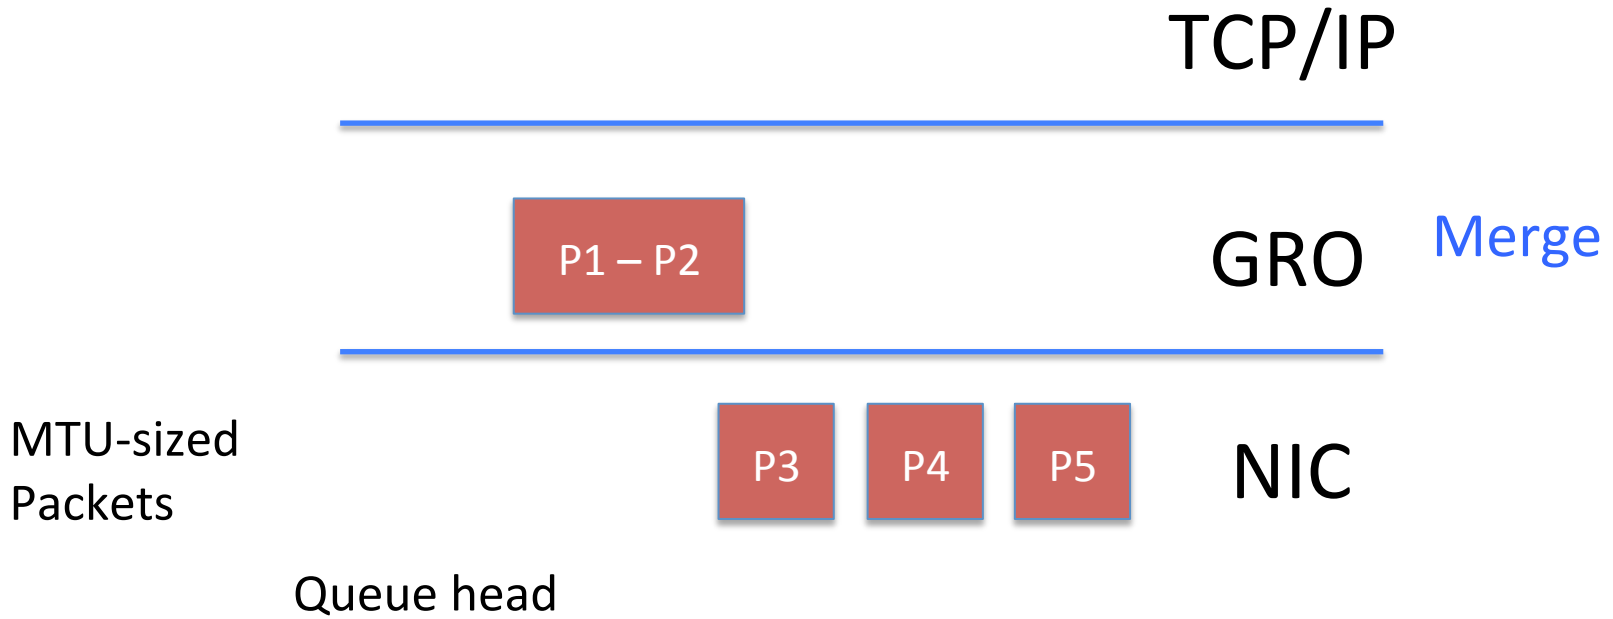 TCP/IP
P1 – P2
GRO
Merge
MTU-sized
Packets
P3
P4
P5
NIC
Queue head